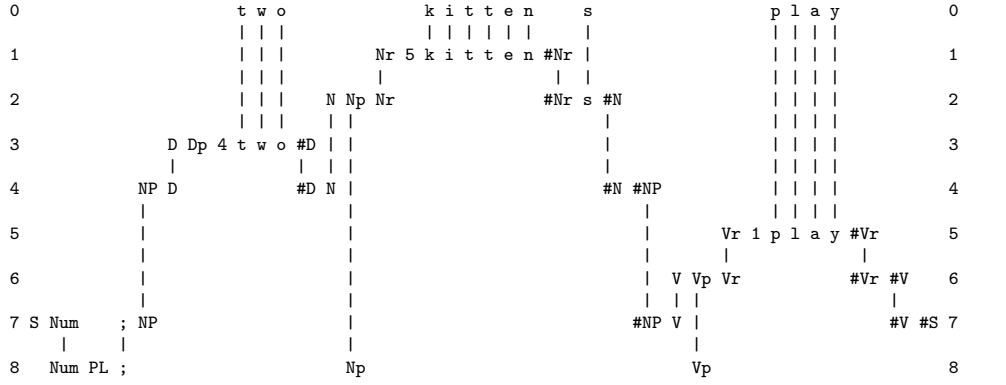 0 t w o k i t t e n s p l a y 0
1 Nr 5 k i t t e n #Nr 1
2 N Np Nr #Nr s #N 2
3 D Dp 4 t w o #D 3
4 NP D #D N #N #NP 4
5 Vr 1 p l a y #Vr 5
6 V Vp Vr #Vr #V 6
7 S Num ; NP #NP V #V #S 7
8 Num PL ; Np Vp 8